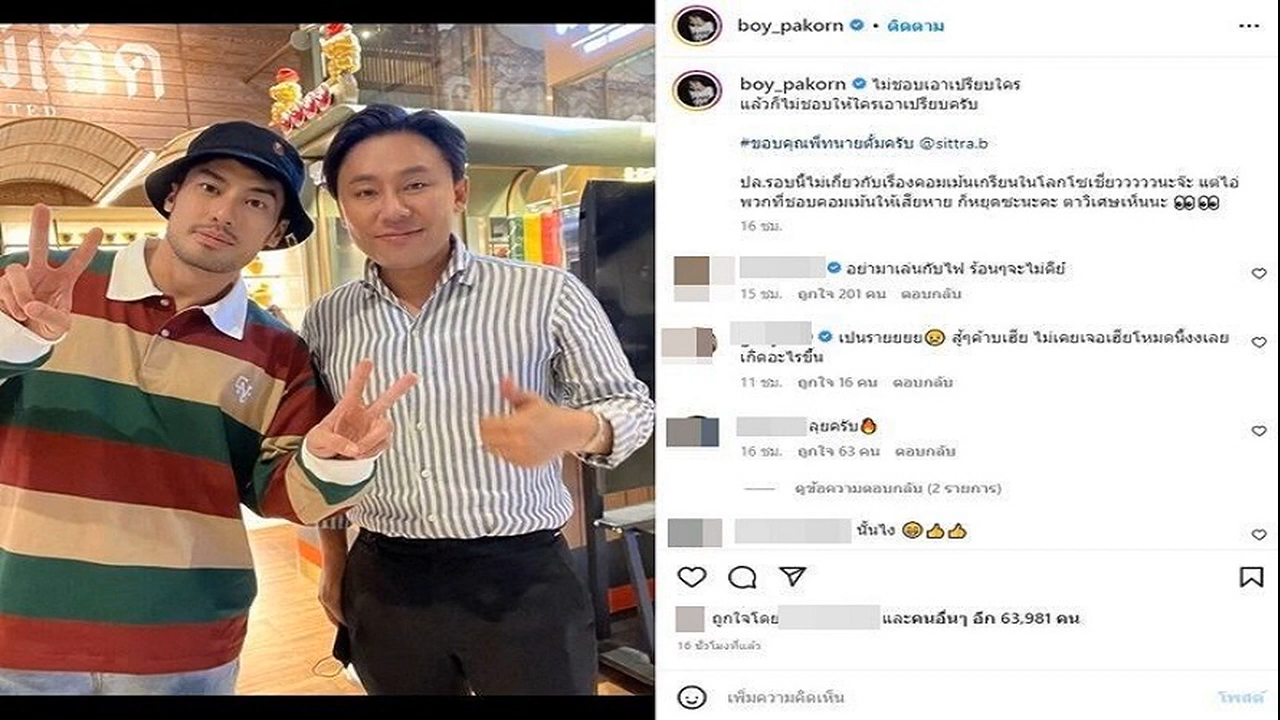 TED
boy_pakorn • ติดตาม
boy_pakorn ไม่ชอบเอาเปรียบใคร
แล้วก็ไม่ชอบให้ใครเอาเปรียบครับ
#ขอบคุณพี่ทนายตั้มครับ @sittra.b
ปล.รอบนี้ไม่เกี่ยวกับเรื่องคอมเม้นเกรียนในโลกโซเชี่ยวววววนะจ๊ะ แต่ไอ่
พวกที่ชอบคอมเม้นให้เสียหาย ก็หยุดซะนะคะ ตาวิเศษเห็นนะ 👀👀
16 ชม.
อย่ามาเล่นกับไฟ ร้อนๆจะไม่ดีย์
15 ชม. ถูกใจ 201 คน ตอบกลับ
เปนรายยยย😥 สู้ๆค้าบเฮีย ไม่เคยเจอเฮียโหมดนี้งงเลย
เกิดอะไรขึ้น
11 ชม. ถูกใจ 16 คน ตอบกลับ
ลุยครับ🔥
16 ชม. ถูกใจ 63 คน ตอบกลับ
ดูข้อความตอบกลับ (2 รายการ)
นั้นไง 😁👍👍
ถูกใจโดย และคนอื่นๆ อีก 63,981 คน
16 ชั่วโมงที่แล้ว
เพิ่มความคิดเห็น
โพสต์